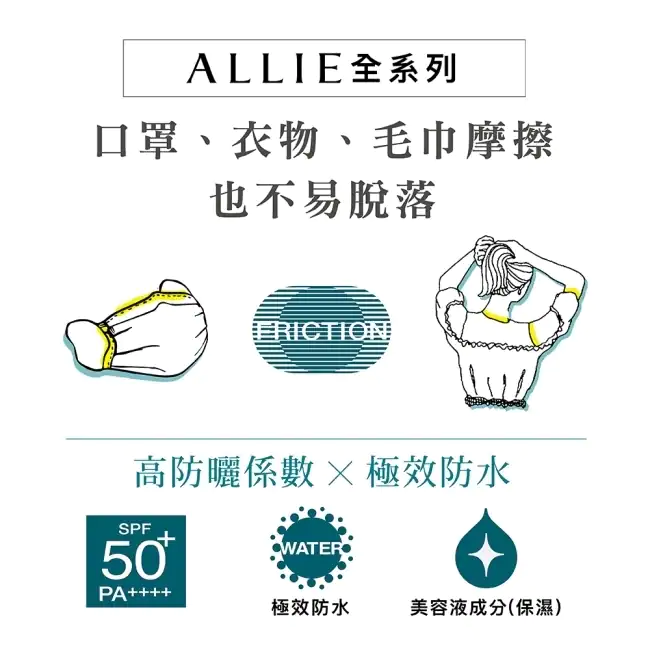 ALLIE全系列
口罩、衣物、毛巾摩擦
也不易脫落
FRICTION
高防曬係數×極效防水
SPF
50+
PA++++
WATER
極效防水
美容液成分(保濕)